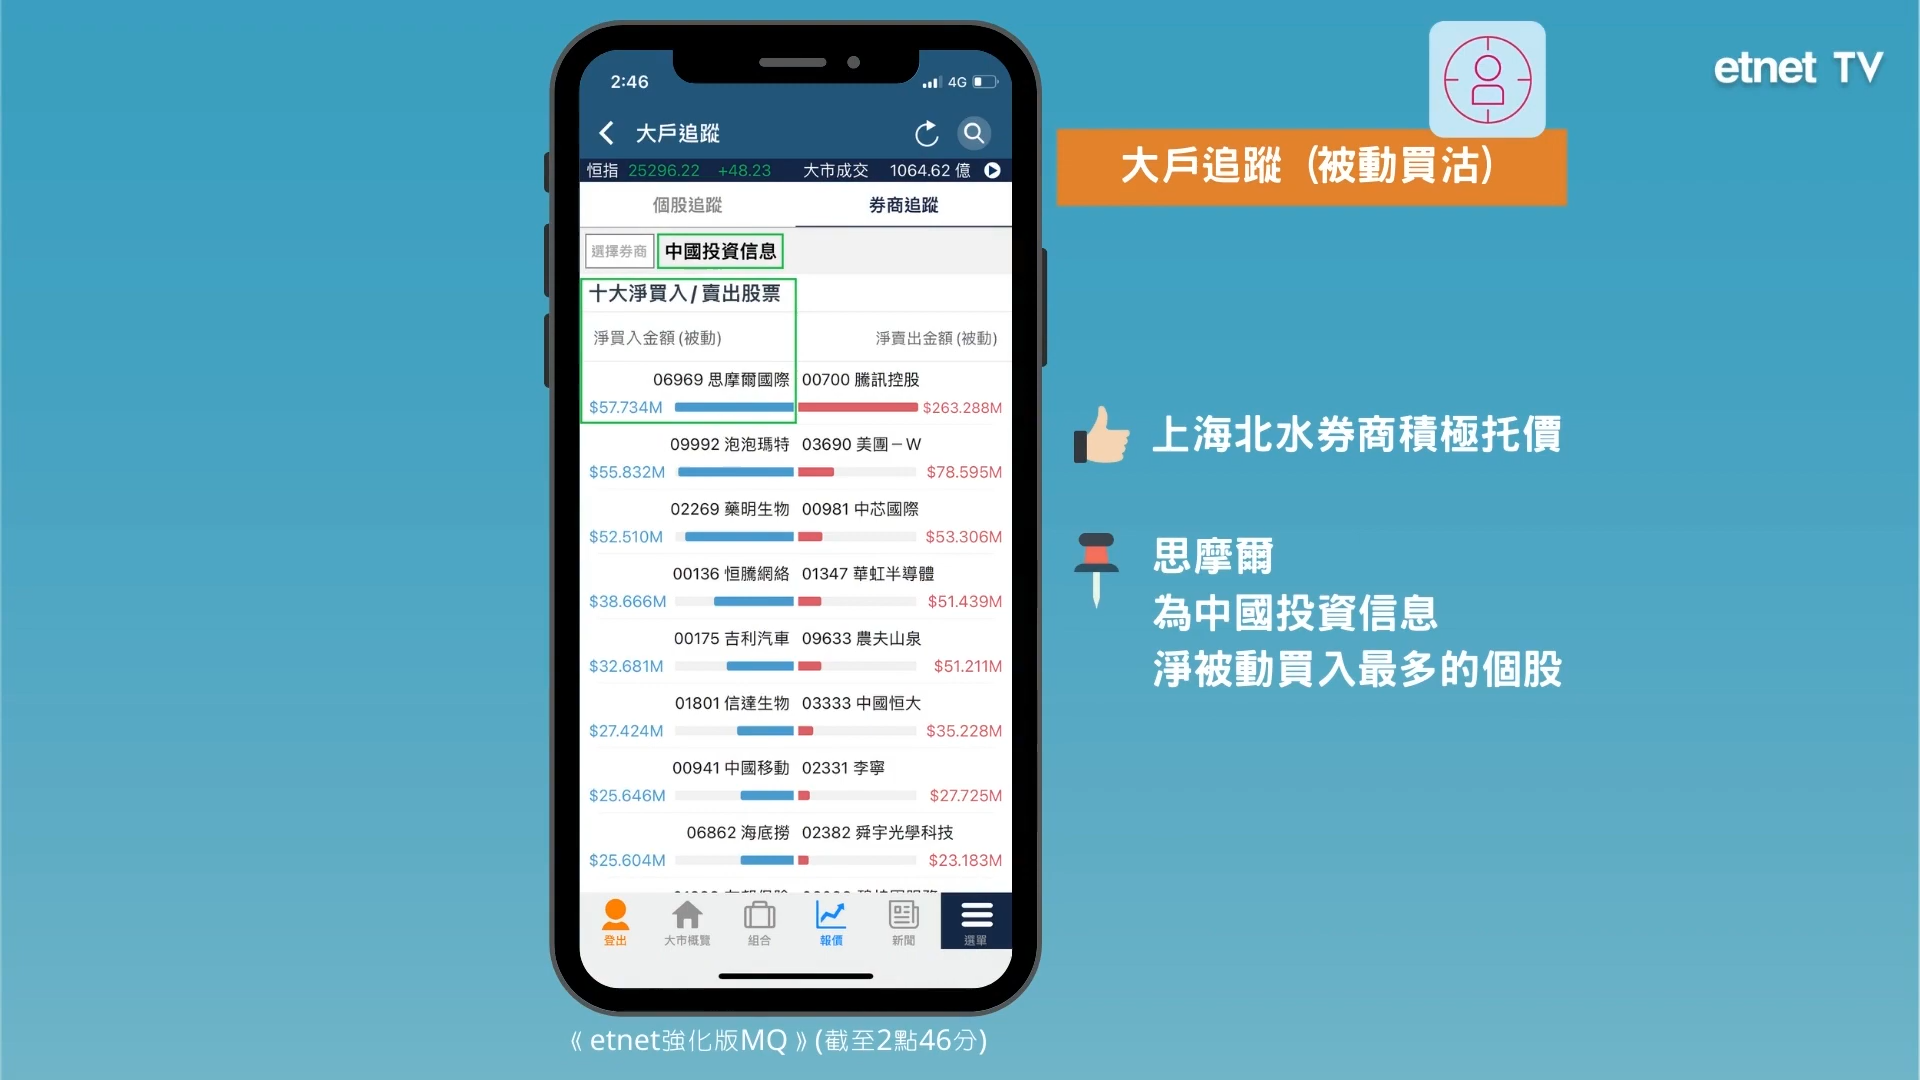 etnet TV
大戶追蹤 (被動買沽)
2:46
4G
大戶追蹤
恒指 25296.22 +48.23 大市成交 1064.62 億
個股追蹤 券商追蹤
選擇券商 中國投資信息
十大淨買入/賣出股票
淨買入金額(被動) 淨賣出金額(被動)
06969 思摩爾國際 00700 騰訊控股
$57.734M $263.288M
09992 泡泡瑪特 03690 美團-W
$55.832M $78.595M
02269 藥明生物 00981 中芯國際
$52.510M $53.306M
00136 恒騰網絡 01347 華虹半導體
$38.666M $51.439M
00175 吉利汽車 09633 農夫山泉
$32.681M $51.211M
01801 信達生物 03333 中國恒大
$27.424M $35.228M
00941 中國移動 02331 李寧
$25.646M $27.725M
06862 海底撈 02382 舜宇光學科技
$25.604M $23.183M
登出 大市概覽 組合 報價 新聞 選單
上海北水券商積極托價
思摩爾
為中國投資信息
淨被動買入最多的個股
《etnet強化版MQ》(截至2點46分)